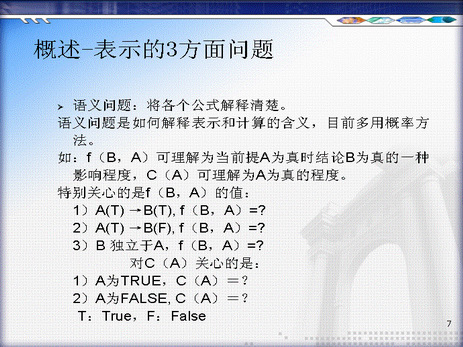 概述-表示的3方面问题
➢ 语义问题：将各个公式解释清楚。
语义问题是如何解释表示和计算的含义，目前多用概率方
法。
如：f（B，A）可理解为当前提A为真时结论B为真的一种
影响程度，C（A）可理解为A为真的程度。
特别关心的是f（B，A）的值：
1）A(T) →B(T), f（B，A）=?
2）A(T) →B(F), f（B，A）=?
3）B 独立于A，f（B，A）=?
对C（A）关心的是：
1）A为TRUE，C（A）＝？
2）A为FALSE, C（A）＝？
T：True，F：False
7